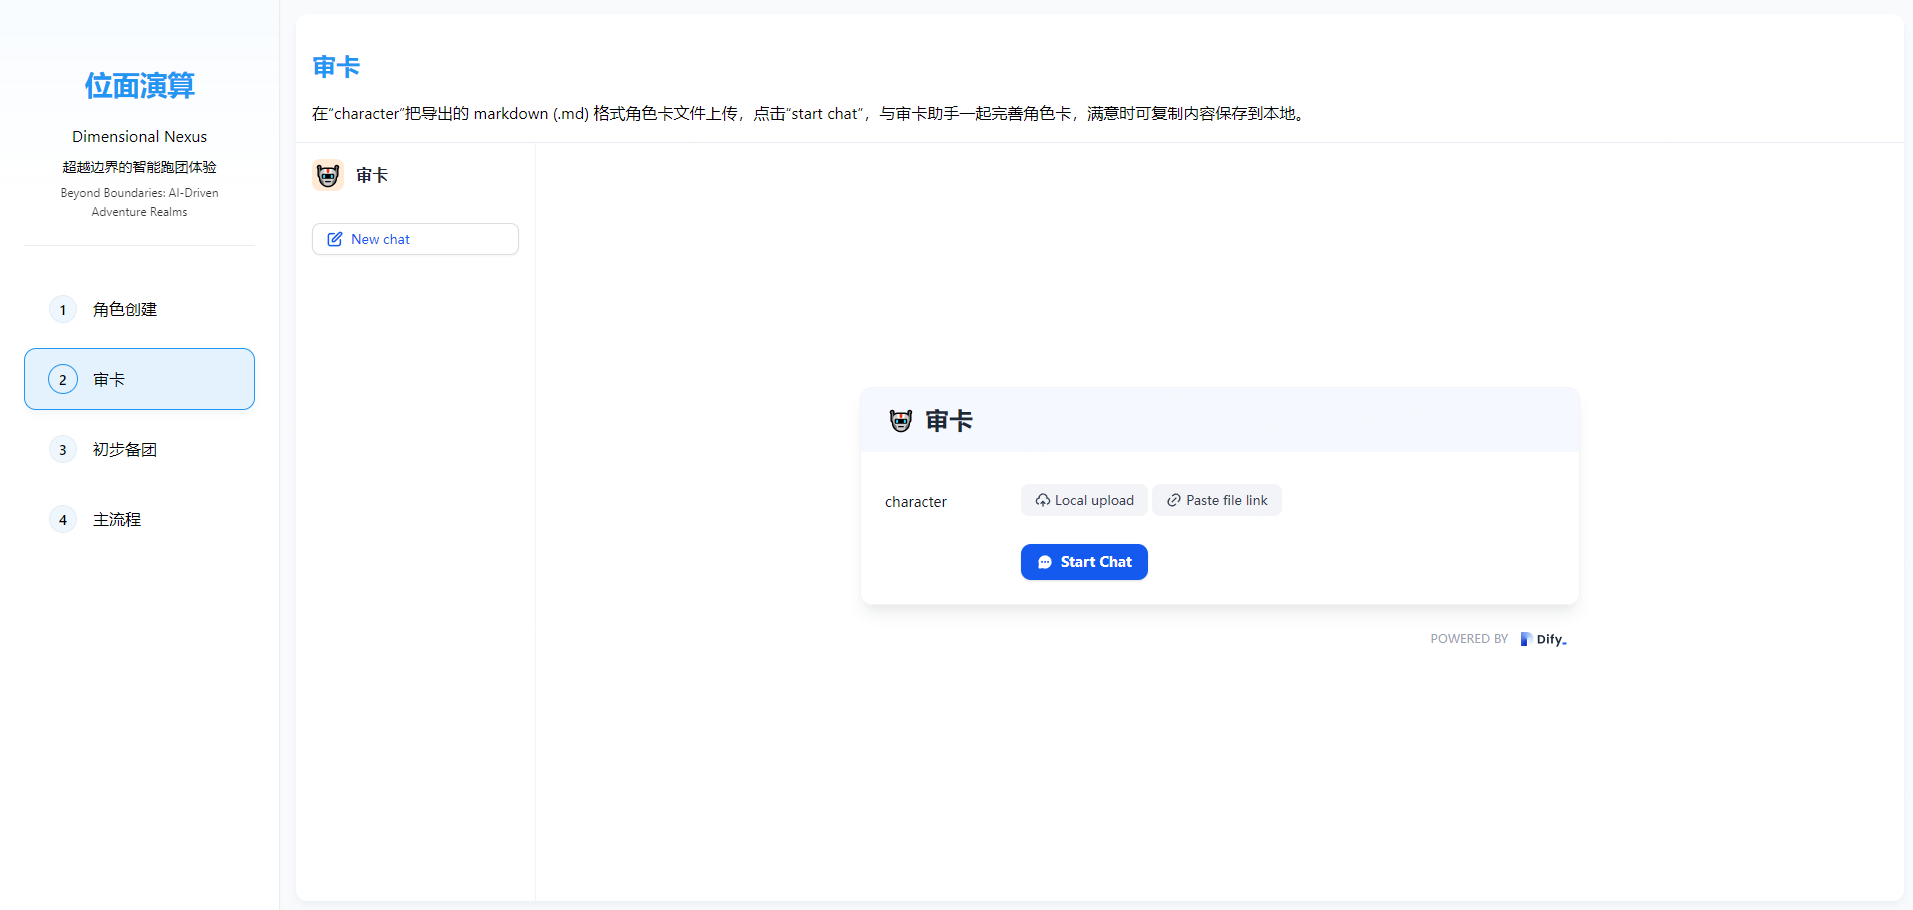 位面演算
Dimensional Nexus
超越边界的智能跑团体验
Beyond Boundaries: AI-Driven
Adventure Realms
1 角色创建
2 审卡
3 初步备团
4 主流程
审卡
在“character”把导出的 markdown (.md) 格式角色卡文件上传，点击“start chat”，与审卡助手一起完善角色卡，满意时可复制内容保存到本地。
审卡
New chat
审卡
character
Local upload
Paste file link
Start Chat
POWERED BY Dify_